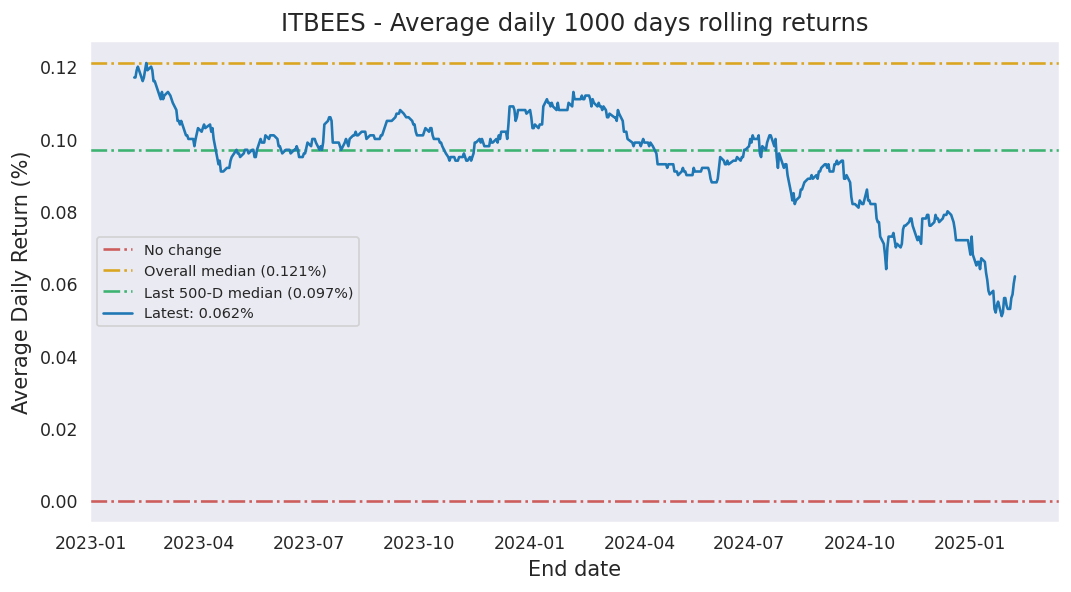 ITBEES - Average daily 1000 days rolling returns
Average Daily Return (%)
0.12
0.10
0.08
0.06
0.04
0.02
0.00
No change
Overall median (0.121%)
Last 500-D median (0.097%)
Latest: 0.062%
2023-01 2023-04 2023-07 2023-10 2024-01 2024-04 2024-07 2024-10 2025-01
End date